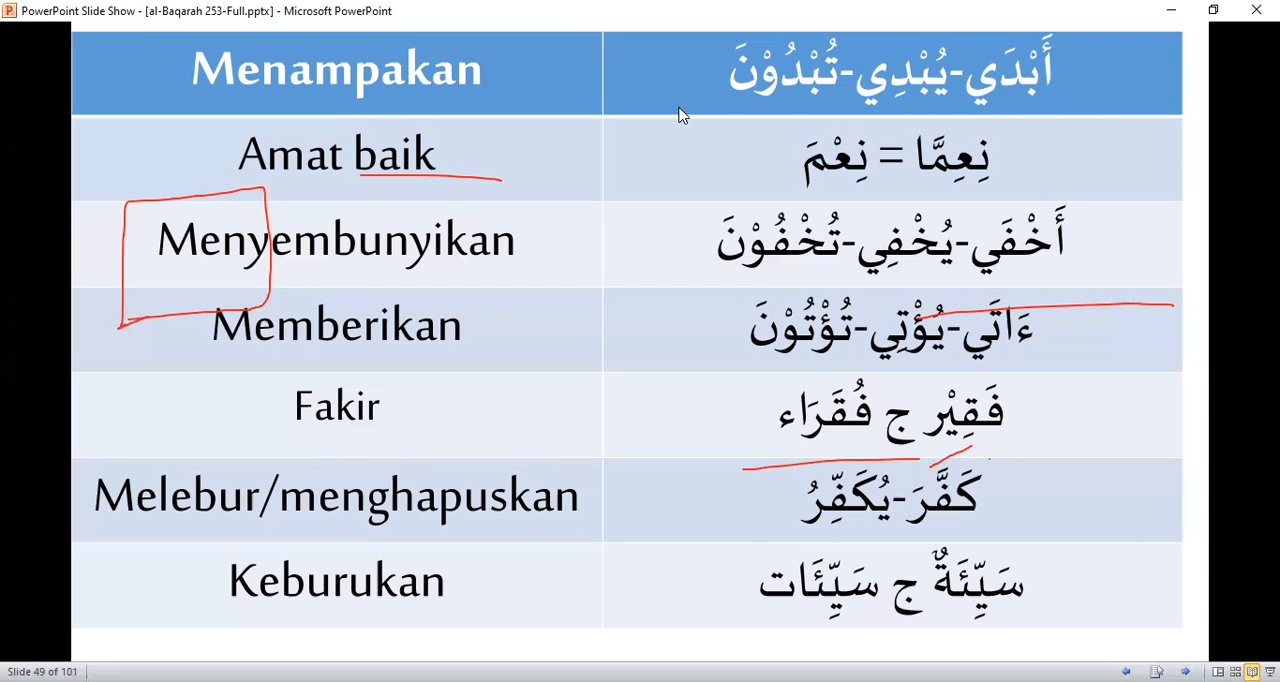 PowerPoint Slide Show - [al-Baqarah 253-Full.pptx] - Microsoft PowerPoint
Menampakan أَبْدَي-يُبْدِي-تُبْدُوْنَ
Amat baik نِعِمَّا = نِعْمَ
Menyembunyikan أَخْفَي-يُخْفِي-تُخْفُوْنَ
Memberikan ءَاتَي-يُؤْتِي-تُؤْتُوْنَ
Fakir فَقِيْر ج فُقَرَاء
Melebur/menghapuskan كَفَّرَ-يُكَفِّرُ
Keburukan سَيِّئَةٌ ج سَيِّئَات
Slide 49 of 101